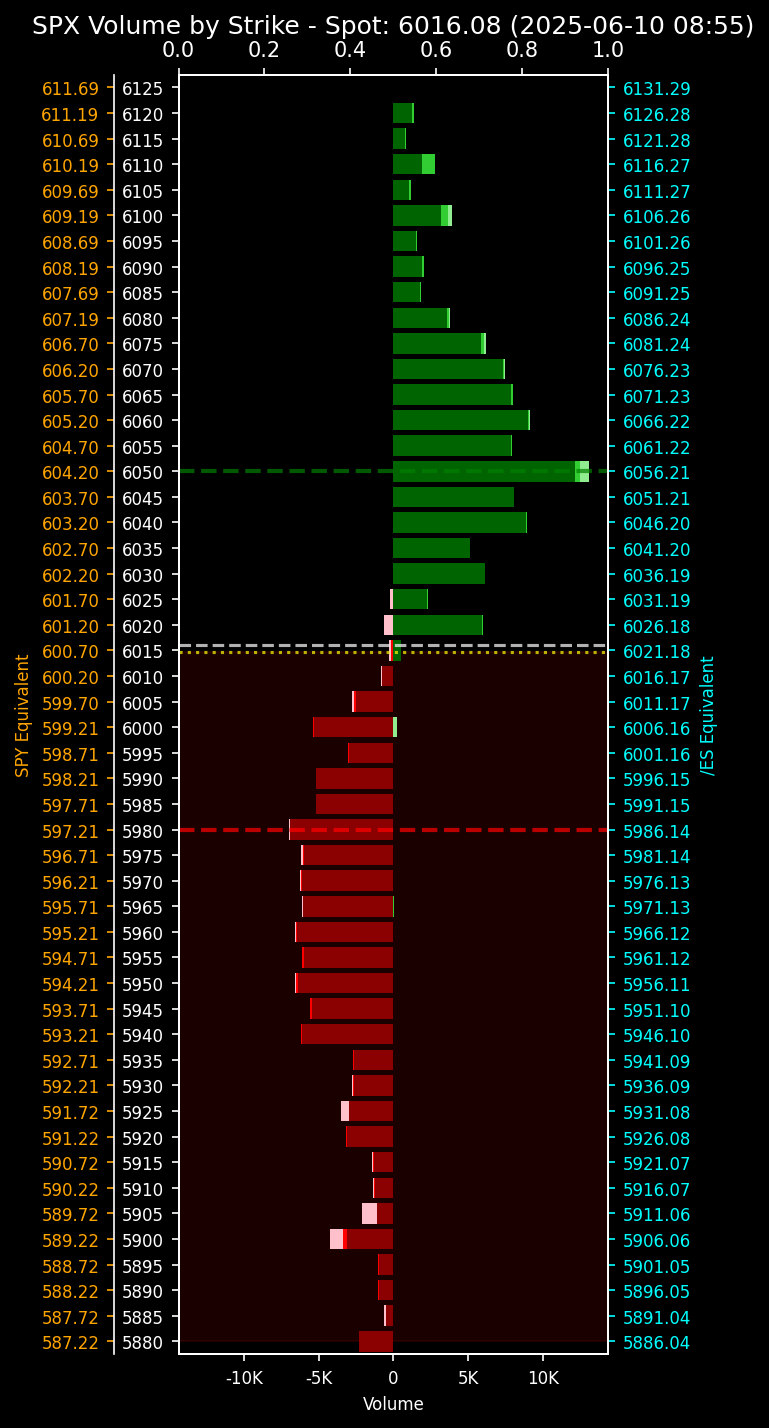 SPX Volume by Strike - Spot: 6016.08 (2025-06-10 08:55)
0.0 0.2 0.4 0.6 0.8 1.0
611.69 6125 6131.29
611.19 6120 6126.28
610.69 6115 6121.28
610.19 6110 6116.27
609.69 6105 6111.27
609.19 6100 6106.26
608.69 6095 6101.26
608.19 6090 6096.25
607.69 6085 6091.25
607.19 6080 6086.24
606.70 6075 6081.24
606.20 6070 6076.23
605.70 6065 6071.23
605.20 6060 6066.22
604.70 6055 6061.22
604.20 6050 6056.21
603.70 6045 6051.21
603.20 6040 6046.20
602.70 6035 6041.20
602.20 6030 6036.19
601.70 6025 6031.19
601.20 6020 6026.18
600.70 6015 6021.18
600.20 6010 6016.17
599.70 6005 6011.17
599.21 6000 6006.16
598.71 5995 6001.16
598.21 5990 5996.15
597.71 5985 5991.15
597.21 5980 5986.14
596.71 5975 5981.14
596.21 5970 5976.13
595.71 5965 5971.13
595.21 5960 5966.12
594.71 5955 5961.12
594.21 5950 5956.11
593.71 5945 5951.10
593.21 5940 5946.10
592.71 5935 5941.09
592.21 5930 5936.09
591.72 5925 5931.08
591.22 5920 5926.08
590.72 5915 5921.07
590.22 5910 5916.07
589.72 5905 5911.06
589.22 5900 5906.06
588.72 5895 5901.05
588.22 5890 5896.05
587.72 5885 5891.04
587.22 5880 5886.04
SPY Equivalent
/ES Equivalent
-10K -5K 0 5K 10K
Volume